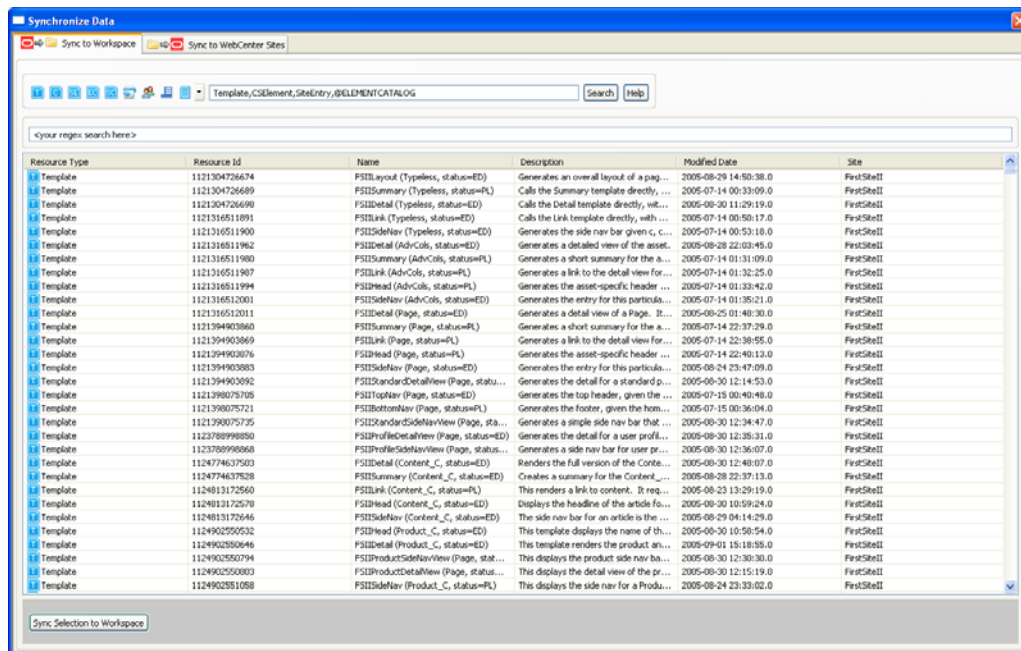 Synchronize Data
Sync to Workspace Sync to WebCenter Sites
Template,CSElement,SiteEntry,@ELEMENTCATALOG Search Help
<your regex search here>
Resource Type Resource Id Name Description Modified Date Site
Template 1121304726674 FSIILayout (Typeless, status=ED) Generates an overall layout of a pag... 2005-08-29 14:50:38.0 FirstSiteII
Template 1121304726689 FSIISummary (Typeless, status=PL) Calls the Summary template directly, ... 2005-07-14 00:33:09.0 FirstSiteII
Template 1121304726698 FSIIDetail (Typeless, status=ED) Calls the Detail template directly, wit... 2005-08-30 11:29:19.0 FirstSiteII
Template 1121316511891 FSIILink (Typeless, status=PL) Calls the Link template directly, with ... 2005-07-14 00:50:17.0 FirstSiteII
Template 1121316511900 FSIISideNav (Typeless, status=ED) Generates the side nav bar given c, c... 2005-07-14 00:53:18.0 FirstSiteII
Template 1121316511962 FSIIDetail (AdvCols, status=ED) Generates a detailed view of the asset. 2005-08-28 22:03:45.0 FirstSiteII
Template 1121316511980 FSIISummary (AdvCols, status=PL) Generates a short summary for the a... 2005-07-14 01:31:09.0 FirstSiteII
Template 1121316511987 FSIILink (AdvCols, status=PL) Generates a link to the detail view for... 2005-07-14 01:32:25.0 FirstSiteII
Template 1121316511994 FSIIHead (AdvCols, status=PL) Generates the asset-specific header ... 2005-07-14 01:33:42.0 FirstSiteII
Template 1121316512001 FSIISideNav (AdvCols, status=ED) Generates the entry for this particula... 2005-07-14 01:35:21.0 FirstSiteII
Template 1121316512011 FSIIDetail (Page, status=ED) Generates a detail view of a Page. It... 2005-08-25 01:48:30.0 FirstSiteII
Template 1121394903860 FSIISummary (Page, status=PL) Generates a short summary for the a... 2005-07-14 22:37:29.0 FirstSiteII
Template 1121394903869 FSIILink (Page, status=PL) Generates a link to the detail view for... 2005-07-14 22:38:55.0 FirstSiteII
Template 1121394903876 FSIIHead (Page, status=PL) Generates the asset-specific header ... 2005-07-14 22:40:13.0 FirstSiteII
Template 1121394903883 FSIISideNav (Page, status=ED) Generates the entry for this particula... 2005-08-24 23:47:09.0 FirstSiteII
Template 1121394903892 FSIIStandardDetailView (Page, statu... Generates the detail for a standard p... 2005-08-30 12:14:53.0 FirstSiteII
Template 1121398075705 FSIITopNav (Page, status=ED) Generates the top header, given the ... 2005-07-15 00:40:48.0 FirstSiteII
Template 1121398075721 FSIIBottomNav (Page, status=PL) Generates the footer, given the hom... 2005-07-15 00:36:04.0 FirstSiteII
Template 1121398075735 FSIIStandardSideNavView (Page, sta... Generates a simple side nav bar that ... 2005-08-30 12:34:47.0 FirstSiteII
Template 1123788998850 FSIIProfileDetailView (Page, status=ED) Generates the detail for a user profil... 2005-08-30 12:35:31.0 FirstSiteII
Template 1123788998868 FSIIProfileSideNavView (Page, status... Generates a side nav bar for user pr... 2005-08-30 12:36:07.0 FirstSiteII
Template 1124774637503 FSIIDetail (Content_C, status=ED) Renders the full version of the Conte... 2005-08-30 12:48:07.0 FirstSiteII
Template 1124774637528 FSIISummary (Content_C, status=ED) Creates a summary for the Content_... 2005-08-28 22:37:13.0 FirstSiteII
Template 1124813172560 FSIILink (Content_C, status=PL) This renders a link to content. It req... 2005-08-23 13:29:19.0 FirstSiteII
Template 1124813172578 FSIIHead (Content_C, status=ED) Displays the headline of the article fo... 2005-08-30 10:59:24.0 FirstSiteII
Template 1124813172646 FSIISideNav (Content_C, status=ED) The side nav bar for an article is the ... 2005-08-29 04:14:29.0 FirstSiteII
Template 1124902550532 FSIIHead (Product_C, status=ED) This template displays the name of th... 2005-08-30 10:58:54.0 FirstSiteII
Template 1124902550646 FSIIDetail (Product_C, status=ED) This template renders the product an... 2005-09-01 15:18:55.0 FirstSiteII
Template 1124902550794 FSIIProductSideNavView (Page, stat... This displays the product side nav ba... 2005-08-30 12:30:30.0 FirstSiteII
Template 1124902550803 FSIIProductDetailView (Page, status... This displays the detail view of the pr... 2005-08-30 12:15:19.0 FirstSiteII
Template 1124902551058 FSIISideNav (Product_C, status=PL) This displays the side nav for a Produ... 2005-08-24 23:33:02.0 FirstSiteII
Sync Selection to Workspace